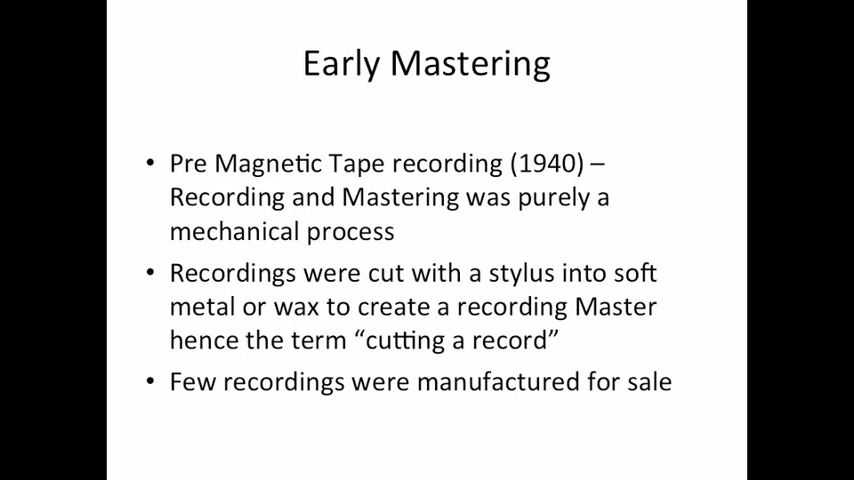 Early Mastering
• Pre Magnetic Tape recording (1940) –
Recording and Mastering was purely a
mechanical process
• Recordings were cut with a stylus into soft
metal or wax to create a recording Master
hence the term “cutting a record”
• Few recordings were manufactured for sale